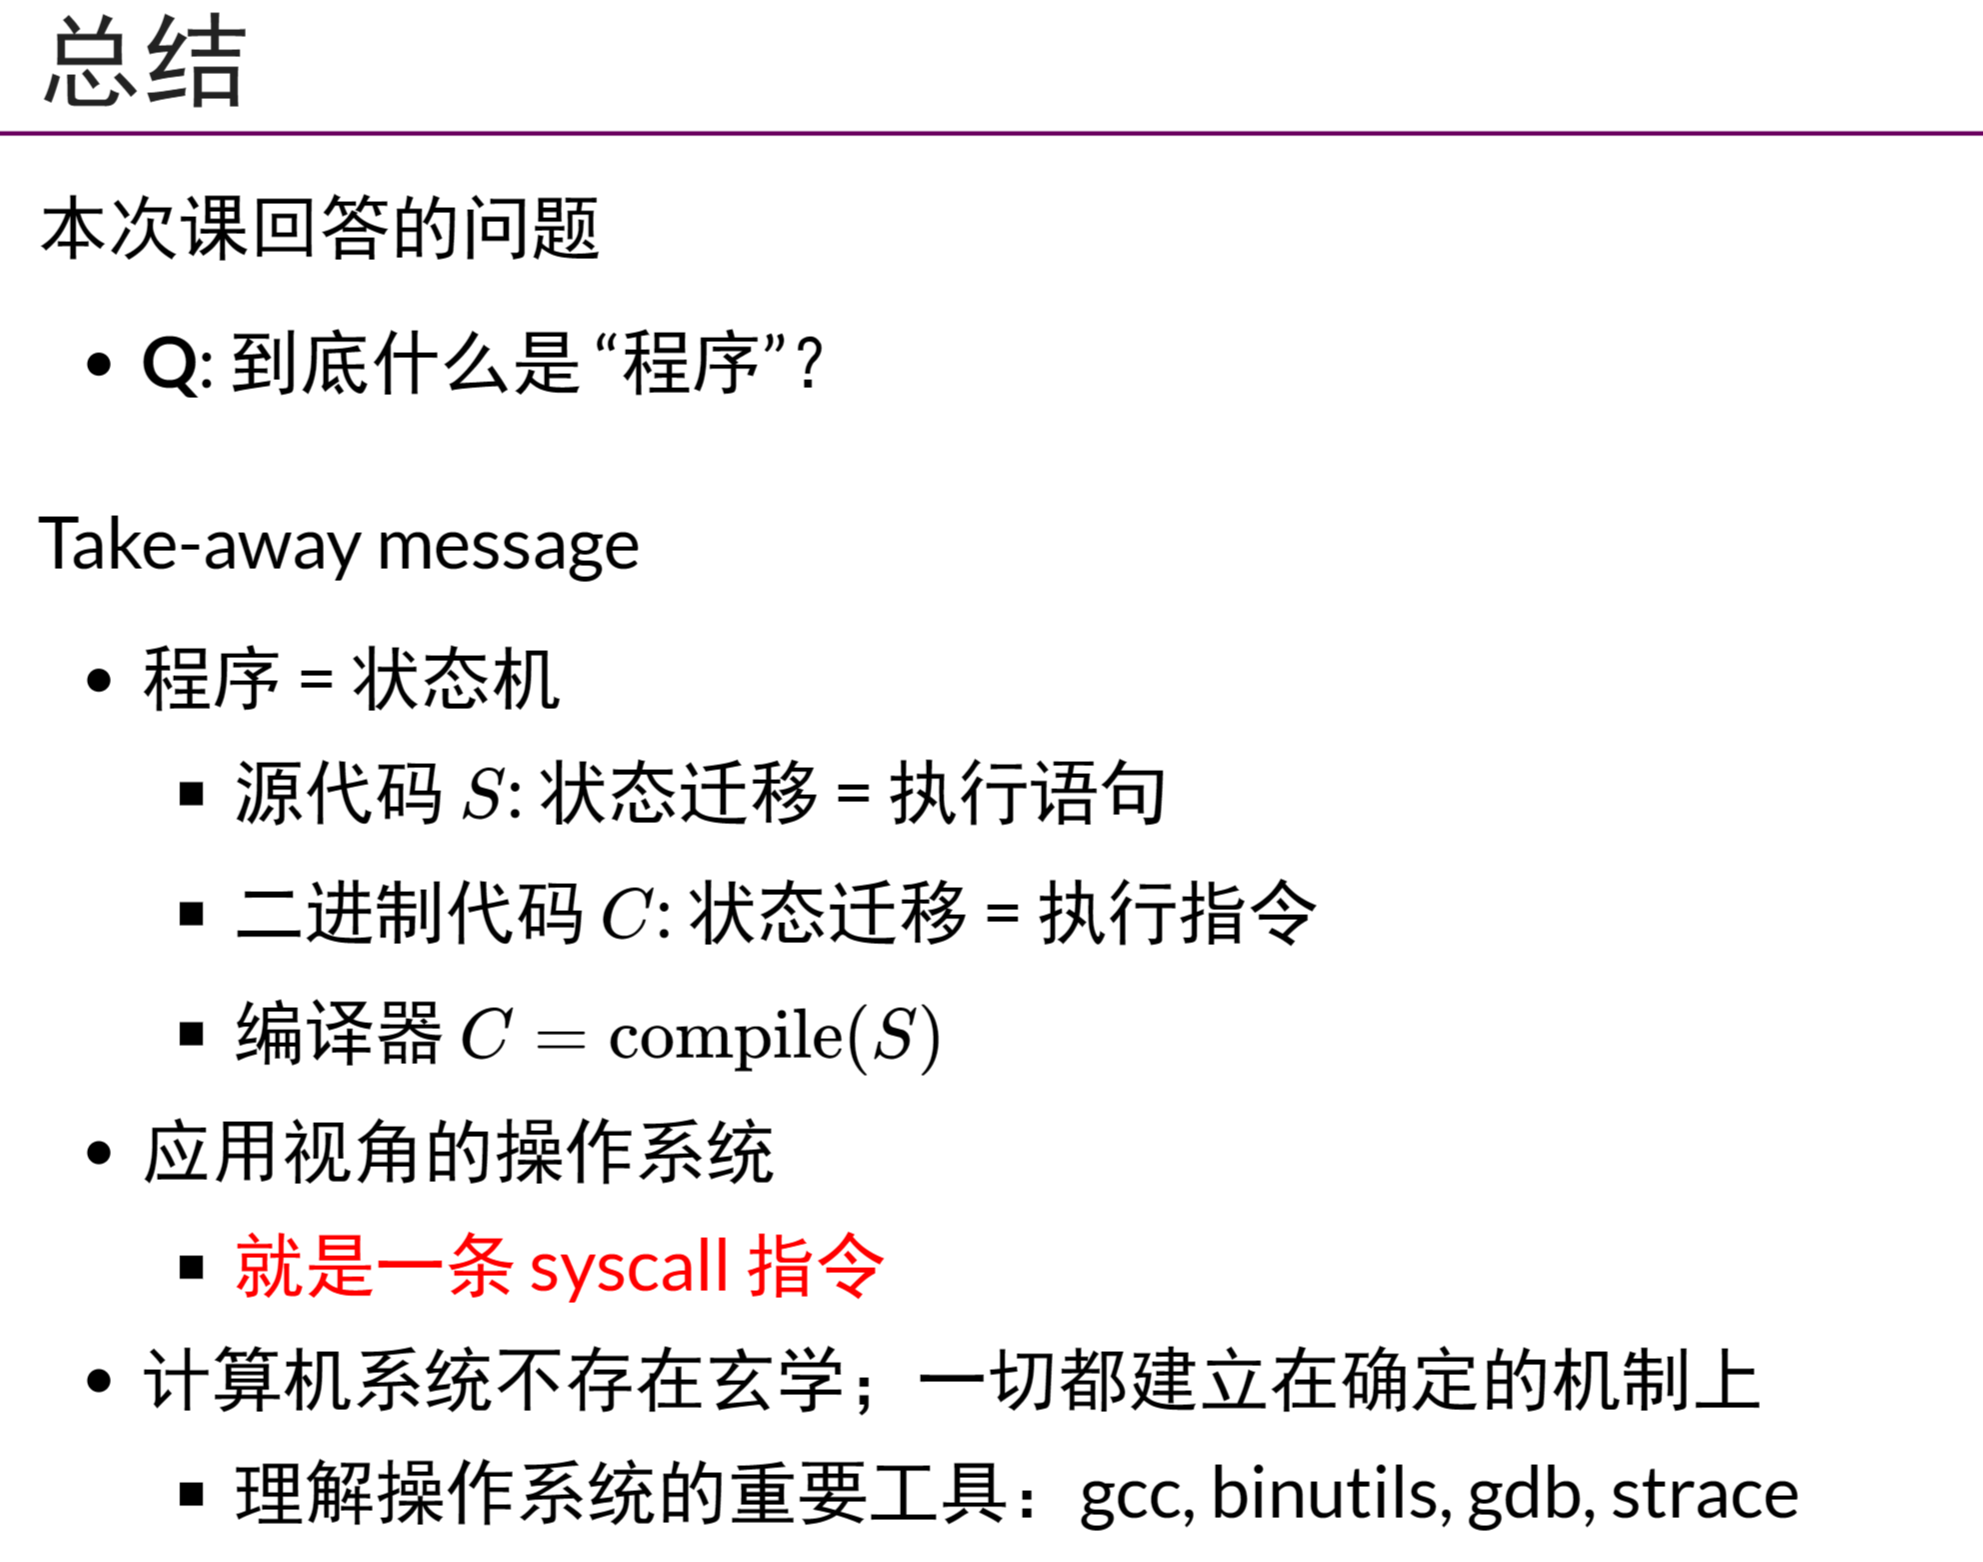 总结
本次课回答的问题
• Q: 到底什么是 “程序”？
Take-away message
• 程序 = 状态机
▪ 源代码 S: 状态迁移 = 执行语句
▪ 二进制代码 C: 状态迁移 = 执行指令
▪ 编译器 C = compile(S)
• 应用视角的操作系统
▪ 就是一条 syscall 指令
• 计算机系统不存在玄学；一切都建立在确定的机制上
▪ 理解操作系统的重要工具：gcc, binutils, gdb, strace